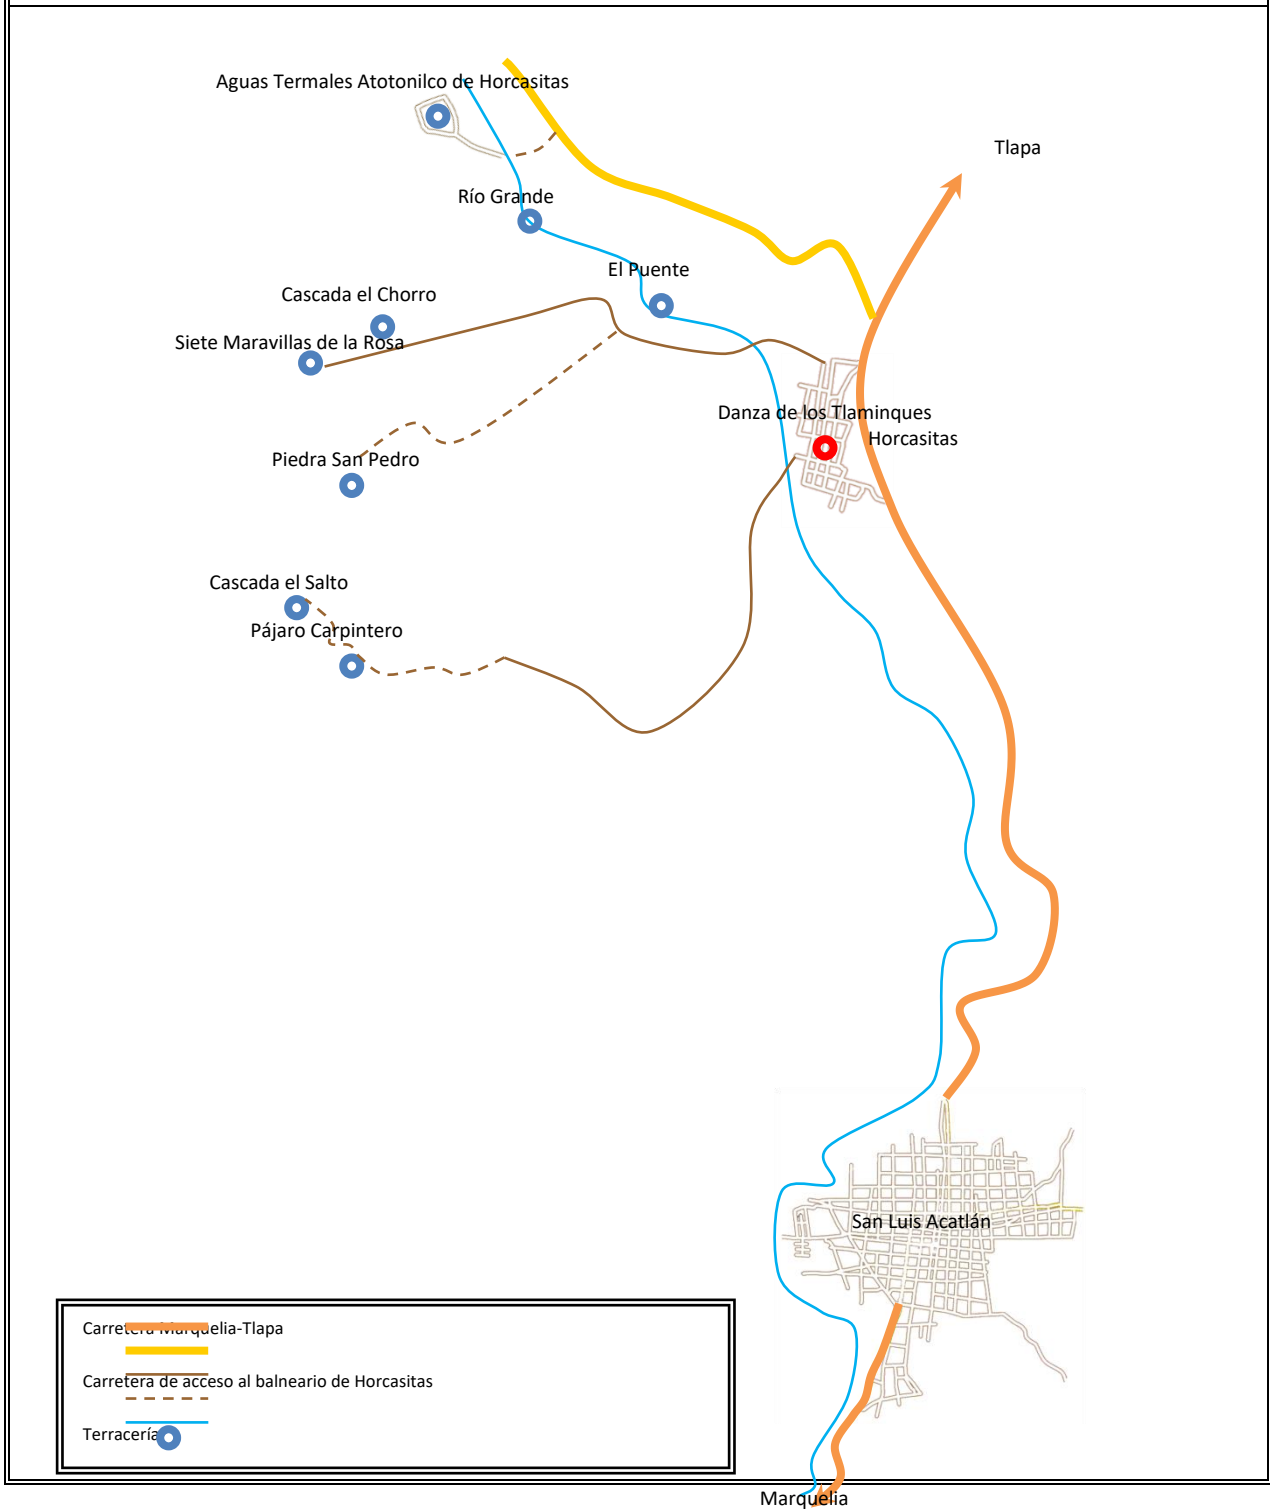 Aguas Termales Atotonilco de Horcasitas
Tlapa
Río Grande
El Puente
Cascada el Chorro
Siete Maravillas de la Rosa
Danza de los Tlaminques
Horcasitas
Piedra San Pedro
Cascada el Salto
Pájaro Carpintero
San Luis Acatlán
Carretera Marquelia-Tlapa
Carretera de acceso al balneario de Horcasitas
Terracería
Marquelia